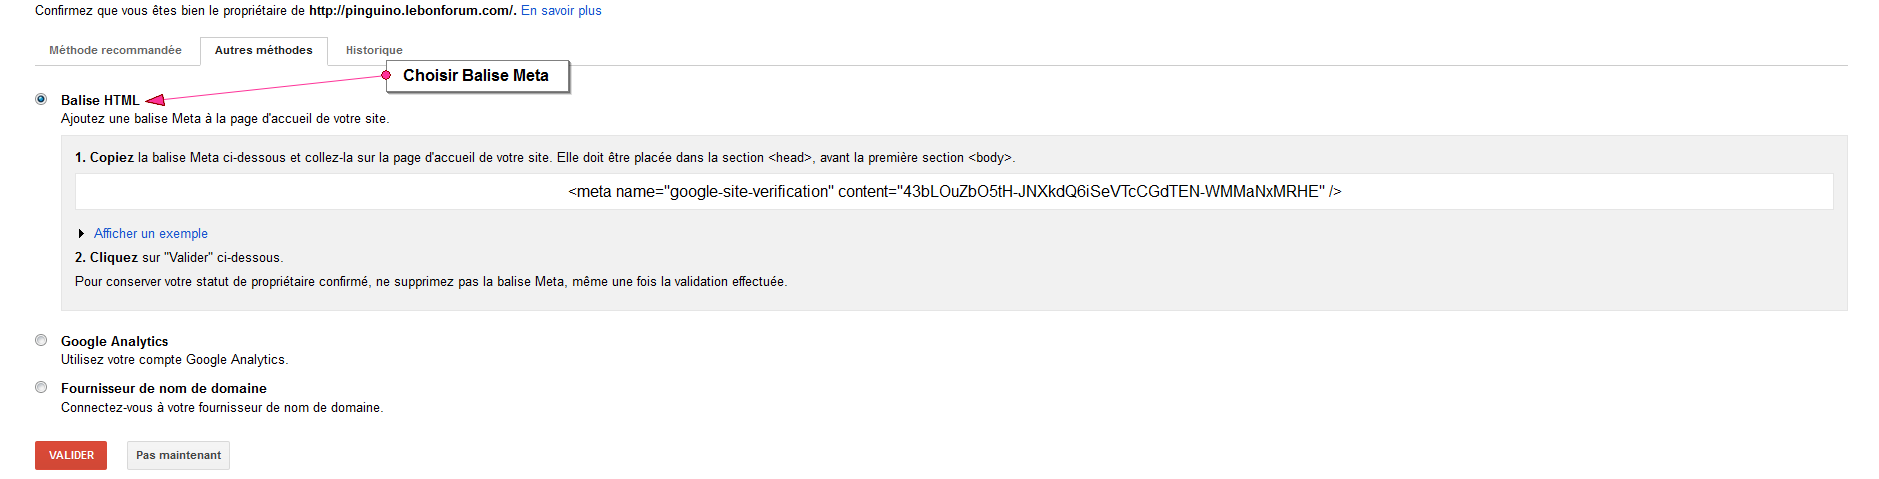 Confirmez que vous êtes bien le propriétaire de http://pinguino.lebonforum.com/. En savoir plus
Méthode recommandée
Autres méthodes
Historique
Choisir Balise Meta
Balise HTML
Ajoutez une balise Meta à la page d'accueil de votre site.
1. Copiez la balise Meta ci-dessous et collez-la sur la page d'accueil de votre site. Elle doit être placée dans la section <head>, avant la première section <body>.
<meta name="google-site-verification" content="43bLOuZbO5tH-JNXkdQ6iSeVTcCGdTEN-WMMaNxMRHE" />
Afficher un exemple
2. Cliquez sur "Valider" ci-dessous.
Pour conserver votre statut de propriétaire confirmé, ne supprimez pas la balise Meta, même une fois la validation effectuée.
Google Analytics
Utilisez votre compte Google Analytics.
Fournisseur de nom de domaine
Connectez-vous à votre fournisseur de nom de domaine.
VALIDER
Pas maintenant